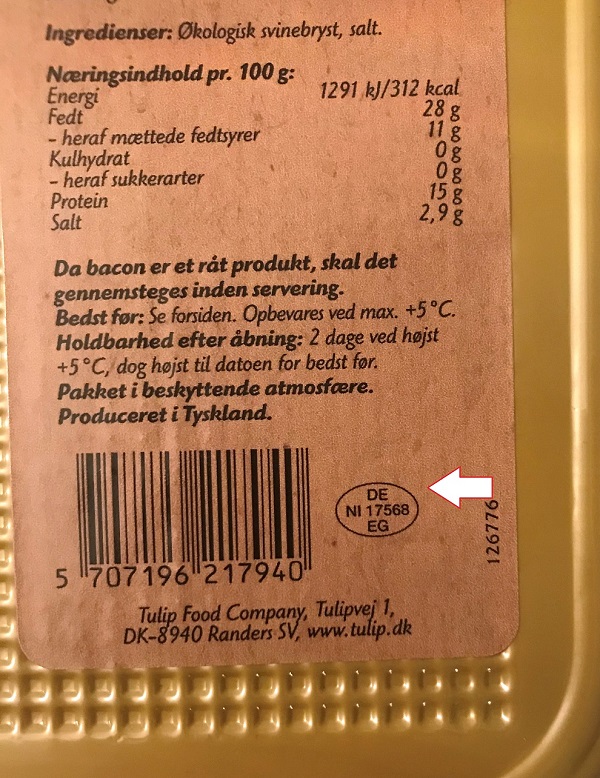 Ingredienser: Økologisk svinebryst, salt.
Næringsindhold pr. 100 g:
Energi 1291 kJ/312 kcal
Fedt 28 g
- heraf mættede fedtsyrer 11 g
Kulhydrat 0 g
- heraf sukkerarter 0 g
Protein 15 g
Salt 2,9 g
Da bacon er et råt produkt, skal det
gennemsteges inden servering.
Bedst før: Se forsiden. Opbevares ved max. +5°C.
Holdbarhed efter åbning: 2 dage ved højst
+5°C, dog højst til datoen for bedst før.
Pakket i beskyttende atmosfære.
Produceret i Tyskland.
DE
NI 17568
EG
126776
5 707196 217940
Tulip Food Company, Tulipvej 1,
DK-8940 Randers SV, www.tulip.dk